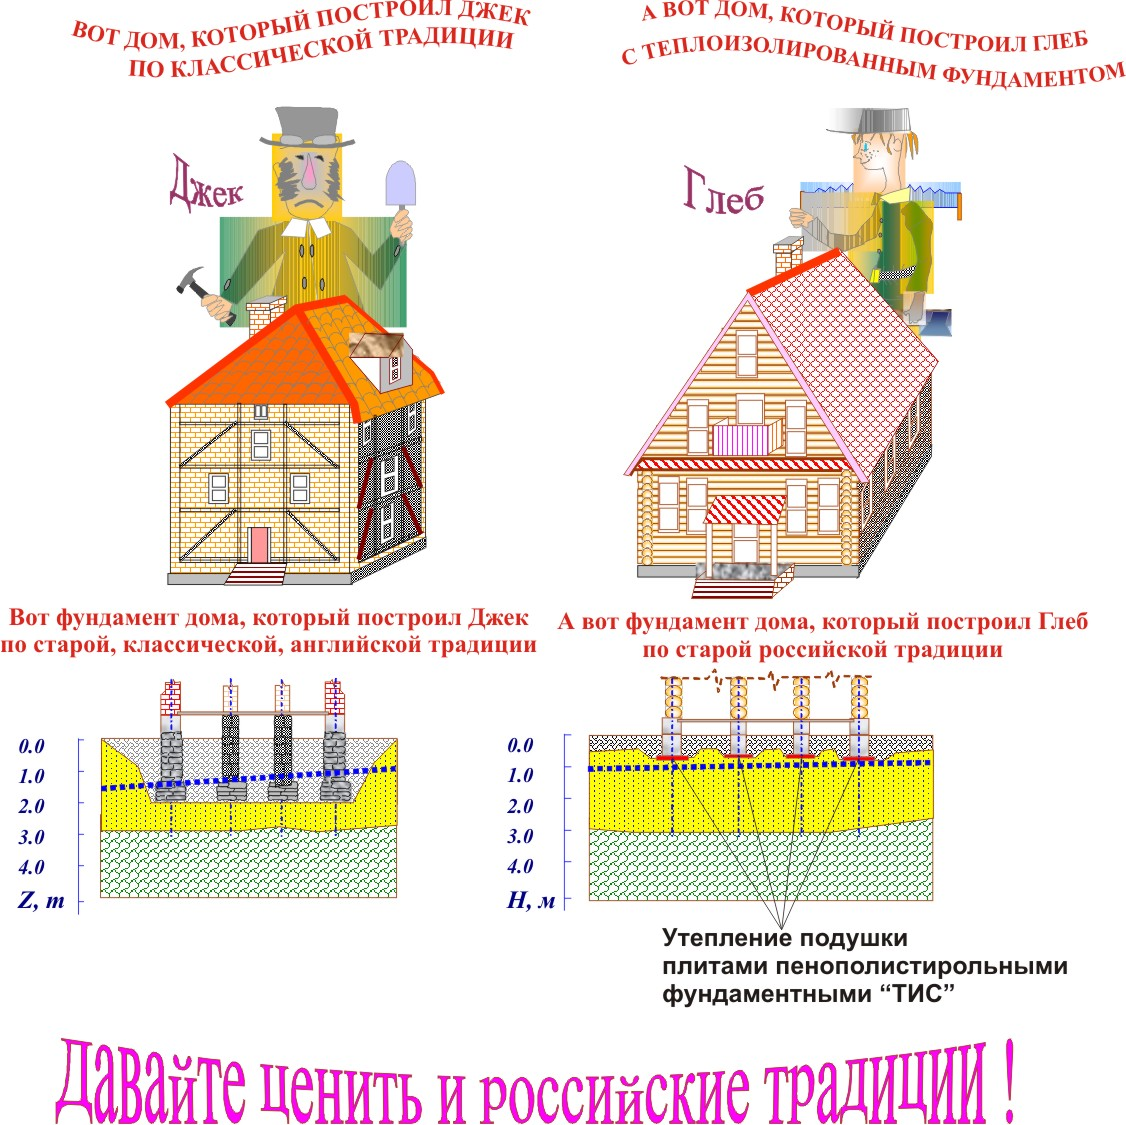 ВОТ ДОМ, КОТОРЫЙ ПОСТРОИЛ ДЖЕК
ПО КЛАССИЧЕСКОЙ ТРАДИЦИИ
А ВОТ ДОМ, КОТОРЫЙ ПОСТРОИЛ ГЛЕБ
С ТЕПЛОИЗОЛИРОВАННЫМ ФУНДАМЕНТОМ
Джек
Глеб
Вот фундамент дома, который построил Джек
по старой, классической, английской традиции
А вот фундамент дома, который построил Глеб
по старой российской традиции
0.0
1.0
2.0
3.0
4.0
Z, m
0.0
1.0
2.0
3.0
4.0
Н, м
Утепление подушки
плитами пенополистирольными
фундаментными “ТИС”
Давайте ценить и российские традиции !